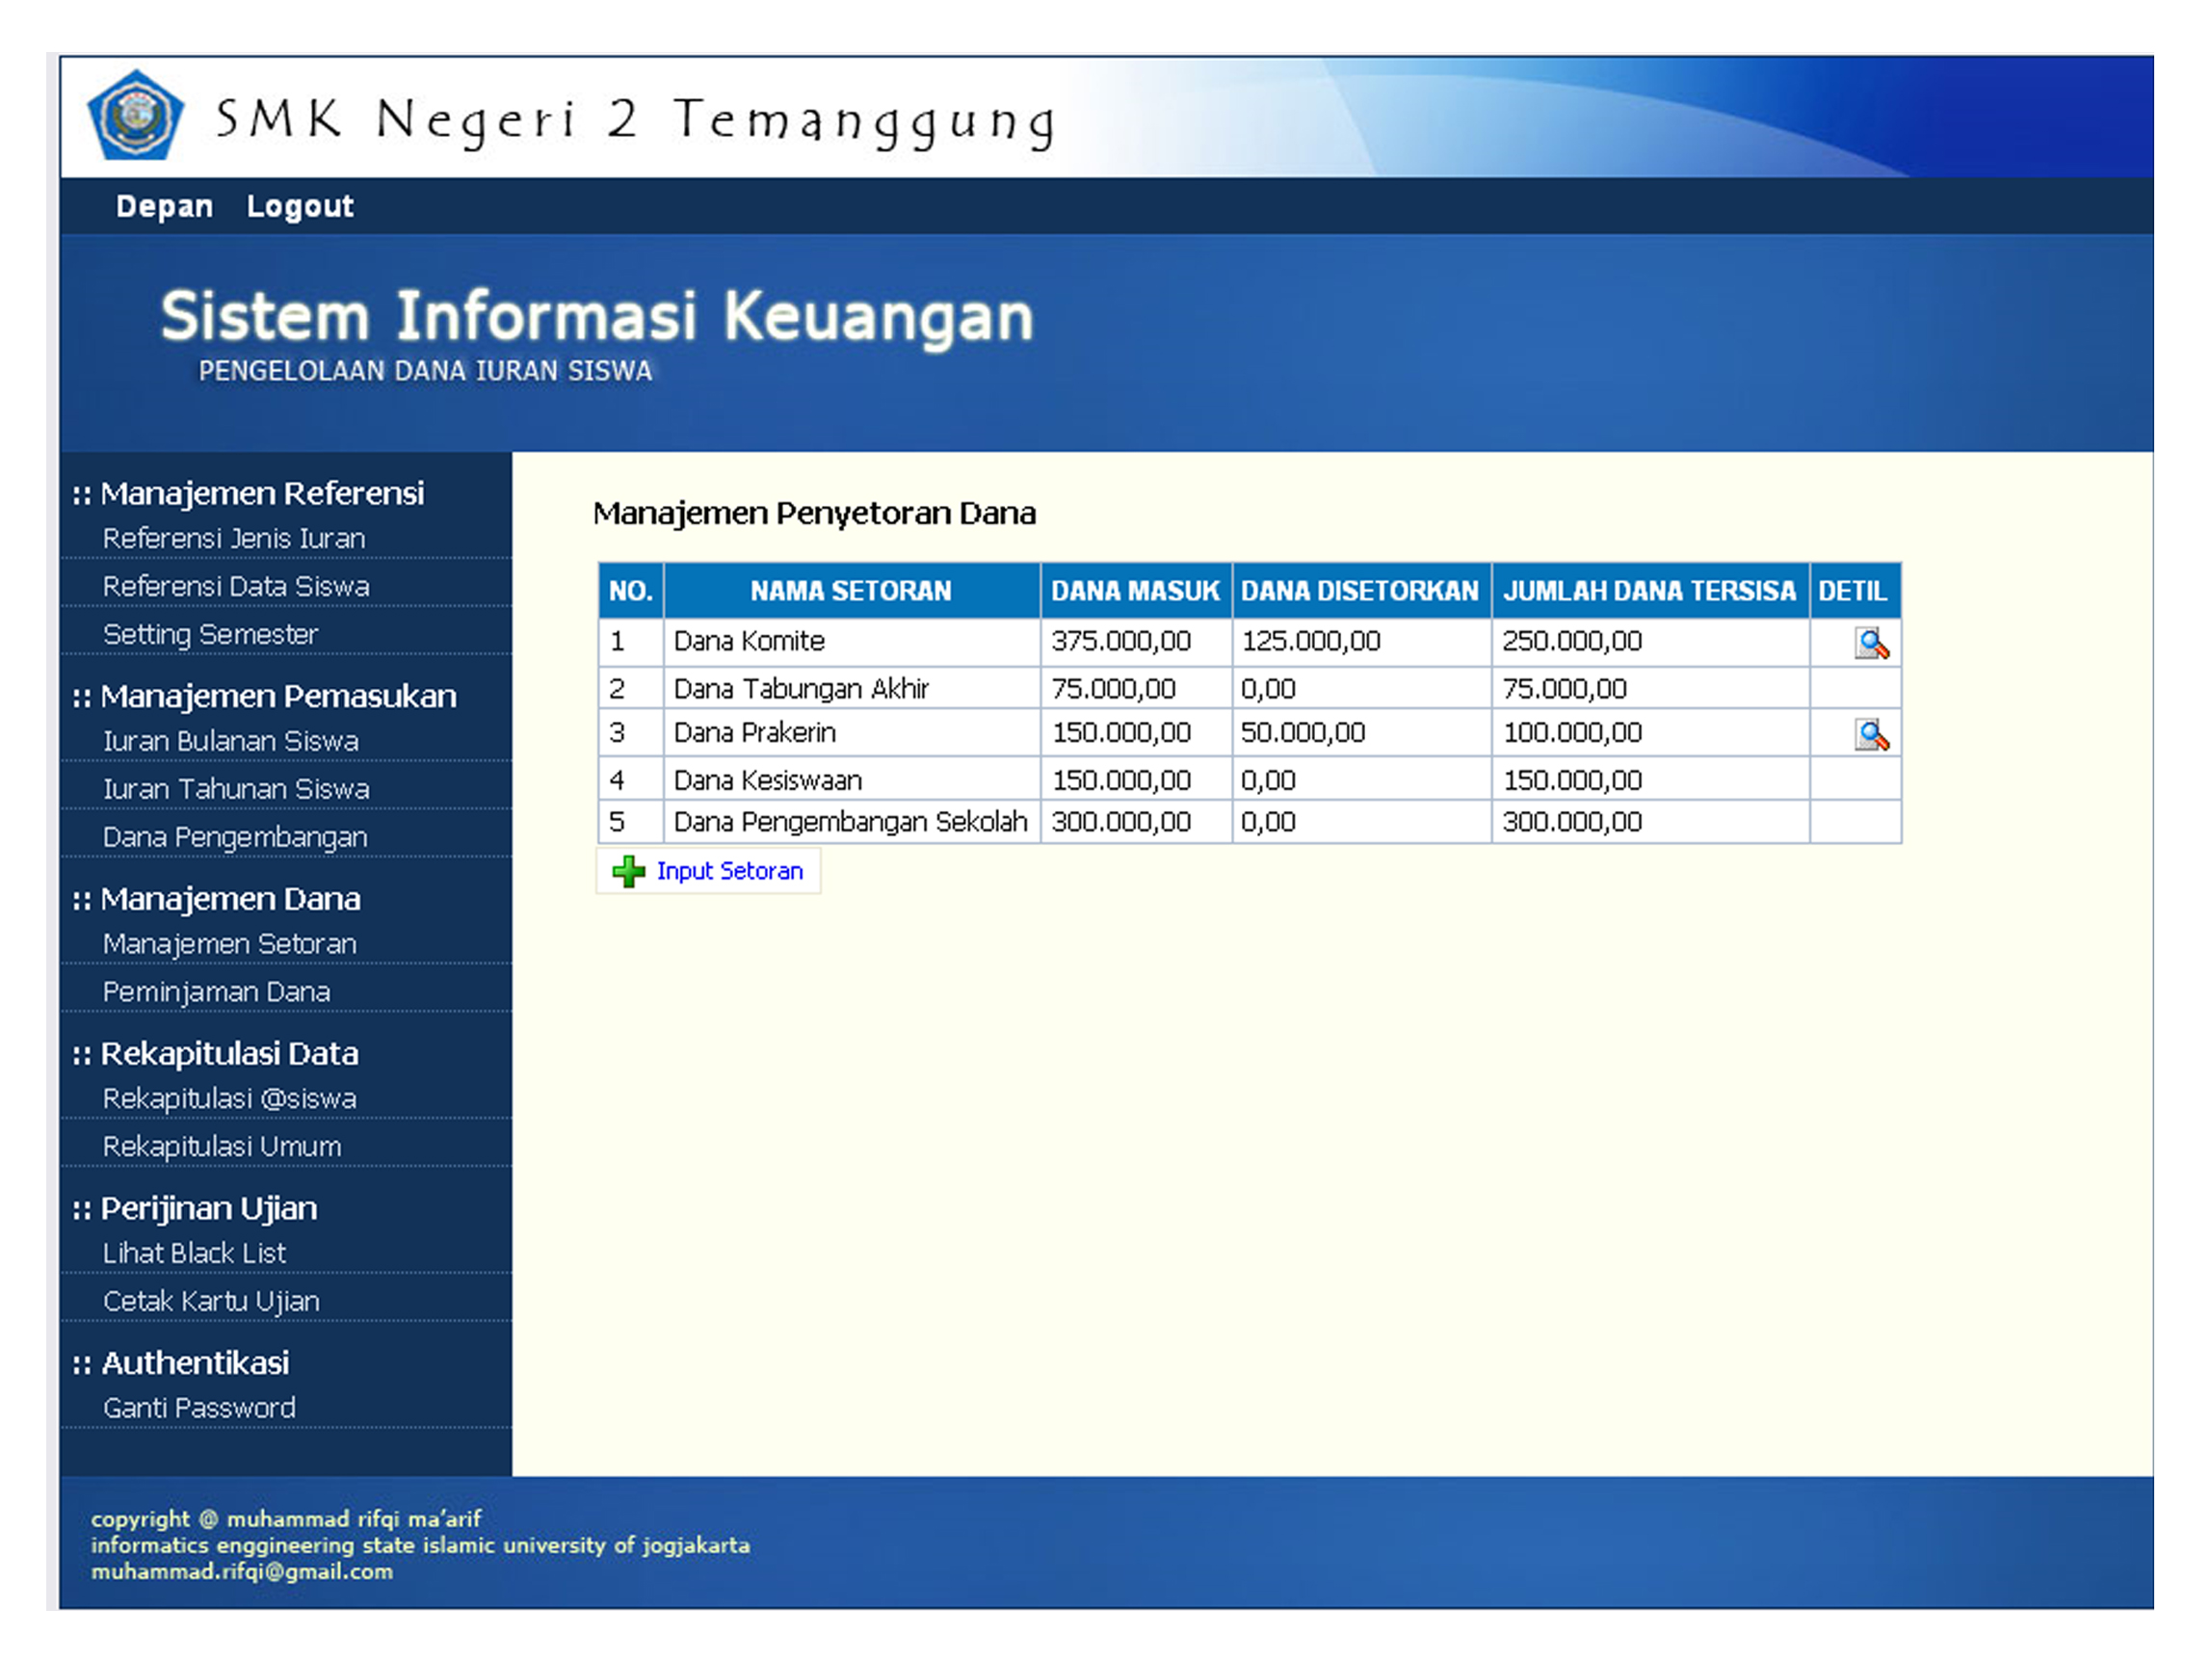 SMK Negeri 2 Temanggung
Depan Logout
Sistem Informasi Keuangan
PENGELOLAAN DANA IURAN SISWA
:: Manajemen Referensi
Referensi Jenis Iuran
Referensi Data Siswa
Setting Semester
:: Manajemen Pemasukan
Iuran Bulanan Siswa
Iuran Tahunan Siswa
Dana Pengembangan
:: Manajemen Dana
Manajemen Setoran
Peminjaman Dana
:: Rekapitulasi Data
Rekapitulasi @siswa
Rekapitulasi Umum
:: Perijinan Ujian
Lihat Black List
Cetak Kartu Ujian
:: Authentikasi
Ganti Password
Manajemen Penyetoran Dana
NO. NAMA SETORAN DANA MASUK DANA DISETORKAN JUMLAH DANA TERSISA DETIL
1 Dana Komite 375.000,00 125.000,00 250.000,00
2 Dana Tabungan Akhir 75.000,00 0,00 75.000,00
3 Dana Prakerin 150.000,00 50.000,00 100.000,00
4 Dana Kesiswaan 150.000,00 0,00 150.000,00
5 Dana Pengembangan Sekolah 300.000,00 0,00 300.000,00
Input Setoran
copyright @ muhammad rifqi ma'arif
informatics enggineering state islamic university of jogjakarta
muhammad.rifqi@gmail.com